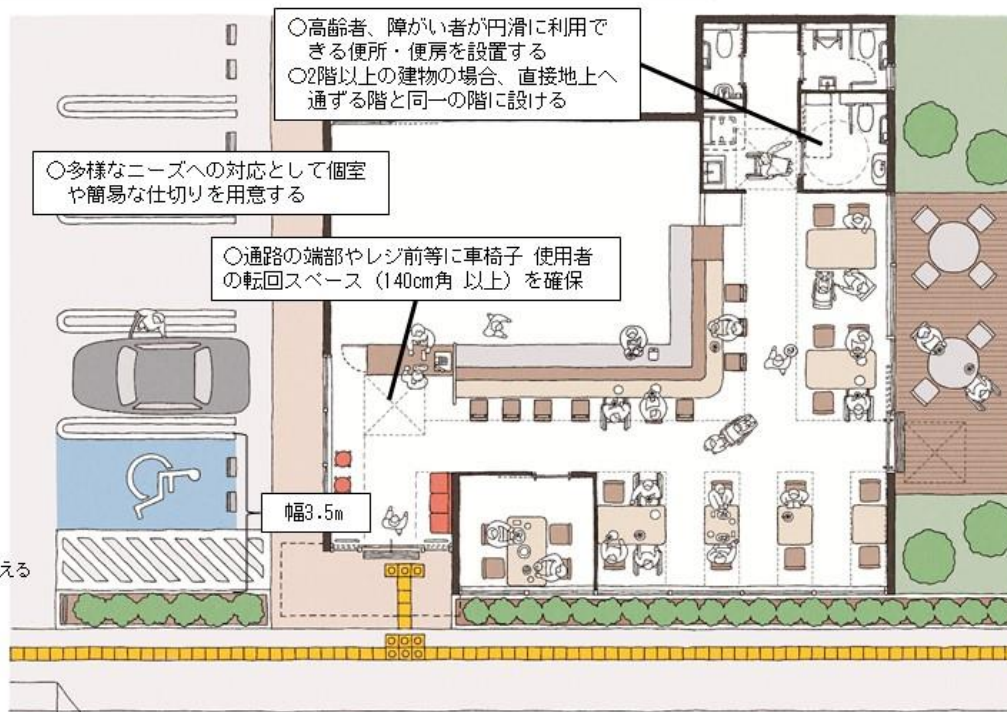 ○高齢者、障がい者が円滑に利用で
きる便所・便房を設置する
○2階以上の建物の場合、直接地上へ
通ずる階と同一の階に設ける
○多様なニーズへの対応として個室
や簡易な仕切りを用意する
○通路の端部やレジ前等に車椅子 使用者
の転回スペース（140cm角 以上）を確保
幅3.5m
える